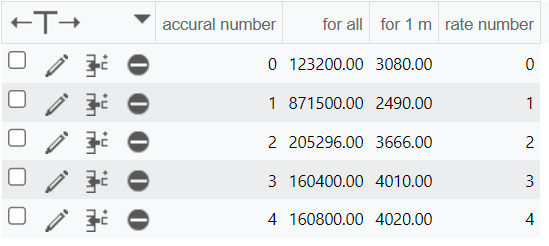 accural number for all for 1 m rate number
0 123200.00 3080.00 0
1 871500.00 2490.00 1
2 205296.00 3666.00 2
3 160400.00 4010.00 3
4 160800.00 4020.00 4